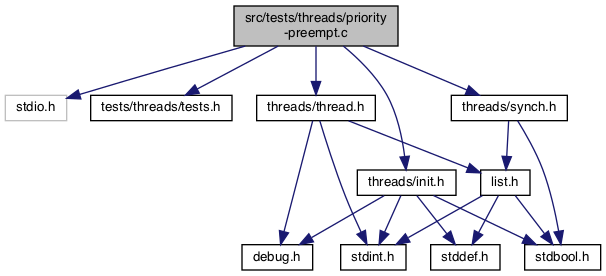 src/tests/threads/priority
-preempt.c
stdio.h
tests/threads/tests.h
threads/thread.h
threads/synch.h
threads/init.h
list.h
debug.h
stdint.h
stddef.h
stdbool.h